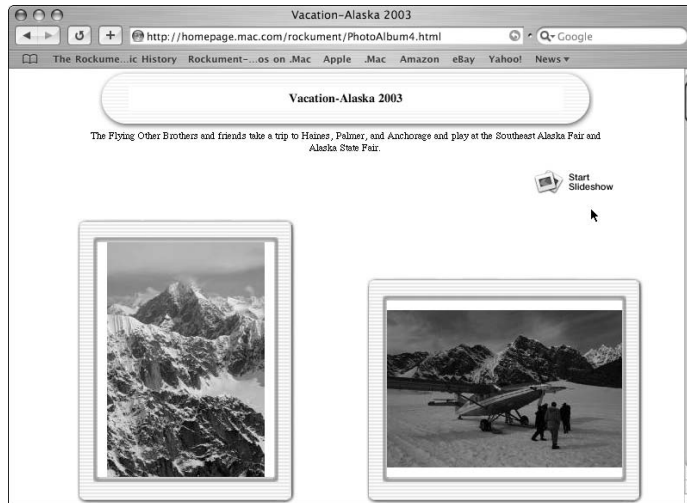 Vacation-Alaska 2003
http://homepage.mac.com/rockument/PhotoAlbum4.html
Google
The Rockume...ic History Rockument-...os on .Mac Apple .Mac Amazon eBay Yahoo! News
Vacation-Alaska 2003
The Flying Other Brothers and friends take a trip to Haines, Palmer, and Anchorage and play at the Southeast Alaska Fair and
Alaska State Fair.
Start
Slideshow